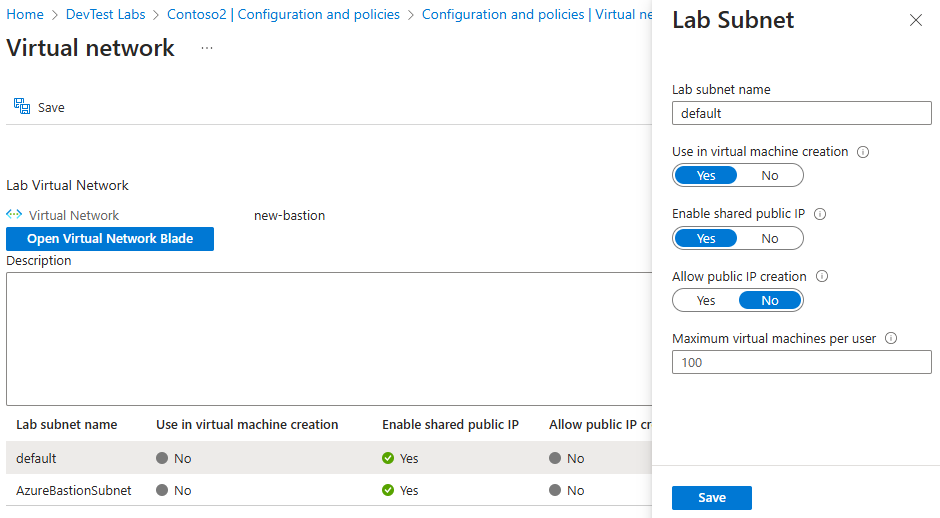 Home > DevTest Labs > Contoso2 | Configuration and policies > Configuration and policies | Virtual ne
Virtual network ...
Save
Lab Virtual Network
Virtual Network new-bastion
Open Virtual Network Blade
Description
Lab subnet name Use in virtual machine creation Enable shared public IP Allow public IP cr
default No Yes No
AzureBastionSubnet No Yes No
Lab Subnet
Lab subnet name
default
Use in virtual machine creation
Yes No
Enable shared public IP
Yes No
Allow public IP creation
Yes No
Maximum virtual machines per user
100
Save